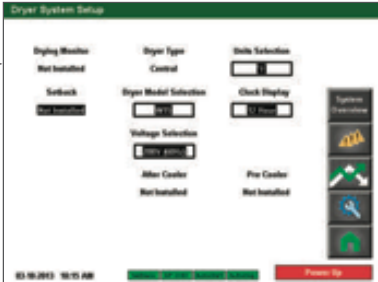 Dryer System Setup
Drying Monitor
Not Installed
Dryer Type
Central
Units Selection
Setback
Not Installed
Dryer Model Selection
Clock Display
12 Hour
Voltage Selection
After Cooler
Not Installed
Pre Cooler
Not Installed
System
Overview
03-18-2013 10:15 AM
Power Up